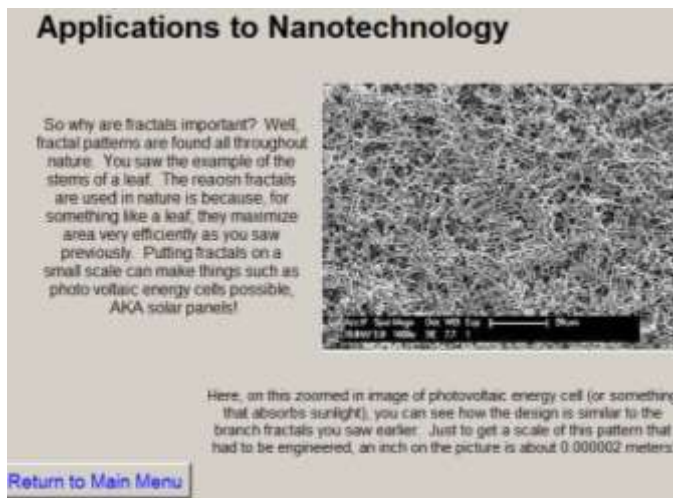 Applications to Nanotechnology
So why are fractals important? Well,
fractal patterns are found all throughout
nature. You saw the example of the
stems of a leaf. The reaosn fractals
are used in nature is because, for
something like a leaf, they maximize
area very efficiently as you saw
previously. Putting fractals on a
small scale can make things such as
photo voltaic energy cells possible,
AKA solar panels!
Here, on this zoomed in image of photovoltaic energy cell (or something
that absorbs sunlight), you can see how the design is similar to the
branch fractals you saw earlier. Just to get a scale of this pattern that
had to be engineered, an inch on the picture is about 0.000002 meters.
Return to Main Menu